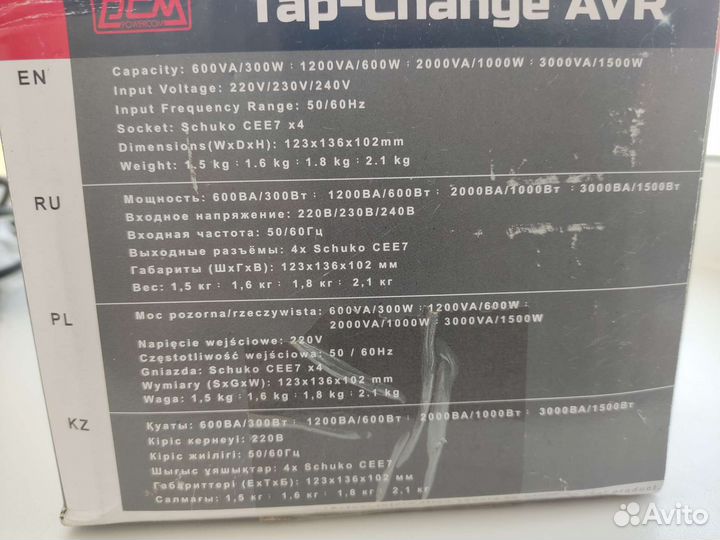 PCM
POWERCOM
Tap-Change AVR
EN
Capacity: 600VA/300W : 1200VA/600W : 2000VA/1000W : 3000VA/1500W
Input Voltage: 220V/230V/240V
Input Frequency Range: 50/60Hz
Socket: Schuko CEE7 x4
Dimensions(WxDxH): 123x136x102mm
Weight: 1.5 kg : 1.6 kg : 1.8 kg : 2.1 kg
RU
Мощность: 600ВА/300Вт : 1200ВА/600Вт : 2000ВА/1000Вт : 3000ВА/1500Вт
Входное напряжение: 220В/230В/240В
Входная частота: 50/60Гц
Выходные разъёмы: 4x Schuko CEE7
Габариты (ШхГхВ): 123x136x102 мм
Вес: 1,5 кг : 1,6 кг : 1,8 кг : 2,1 кг
PL
Moc pozorna/rzeczywista: 600VA/300W : 1200VA/600W :
2000VA/1000W : 3000VA/1500W
Napięcie wejściowe: 220V
Częstotliwość wejściowa: 50 / 60Hz
Gniazda: Schuko CEE7 x4
Wymiary (SxGxW): 123x136x102 mm
Waga: 1,5 kg : 1,6 kg : 1,8 kg : 2.1 kg
KZ
Қуаты: 600ВА/300Вт : 1200ВА/600Вт : 2000ВА/1000Вт : 3000ВА/1500Вт
Кіріс кернеуі: 220В
Кіріс жиілігі: 50/60Гц
Шығыс ұяшықтар: 4x Schuko CEE7
Габариттері (ЕхТхБ): 123x136x102 мм
Салмағы: 1,5 кг : 1,6 кг : 1,8 кг : 2,1 кг
product
Avito